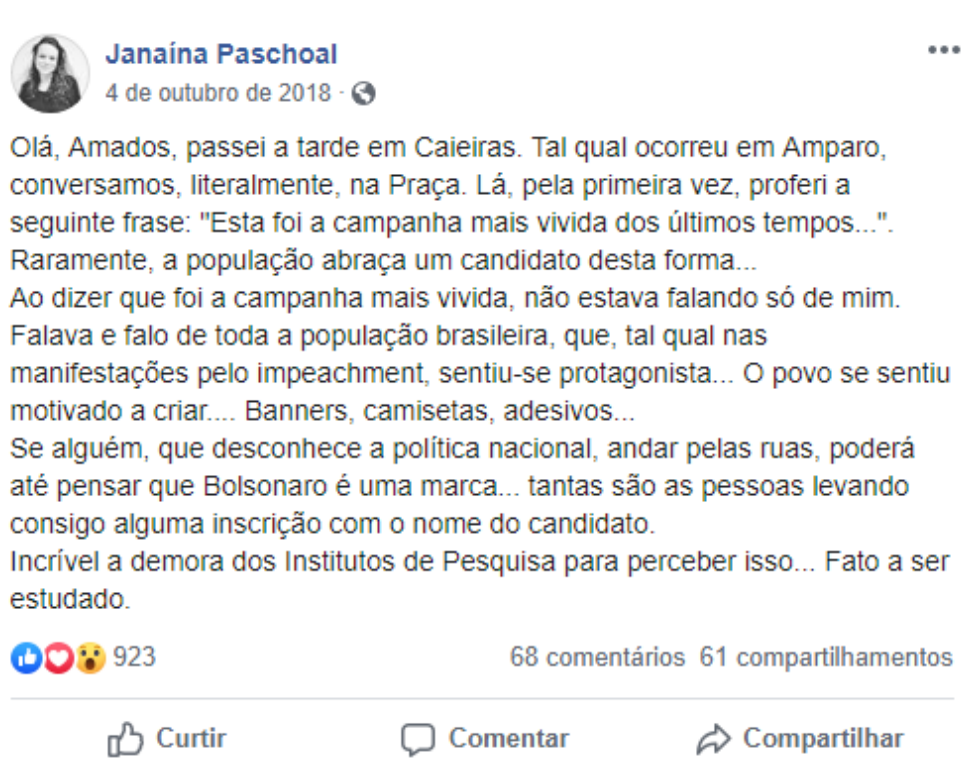 Janaína Paschoal
4 de outubro de 2018 ·
Olá, Amados, passei a tarde em Caieiras. Tal qual ocorreu em Amparo,
conversamos, literalmente, na Praça. Lá, pela primeira vez, proferi a
seguinte frase: "Esta foi a campanha mais vivida dos últimos tempos...".
Raramente, a população abraça um candidato desta forma...
Ao dizer que foi a campanha mais vivida, não estava falando só de mim.
Falava e falo de toda a população brasileira, que, tal qual nas
manifestações pelo impeachment, sentiu-se protagonista... O povo se sentiu
motivado a criar.... Banners, camisetas, adesivos...
Se alguém, que desconhece a política nacional, andar pelas ruas, poderá
até pensar que Bolsonaro é uma marca... tantas são as pessoas levando
consigo alguma inscrição com o nome do candidato.
Incrível a demora dos Institutos de Pesquisa para perceber isso... Fato a ser
estudado.
923 68 comentários 61 compartilhamentos
Curtir Comentar Compartilhar